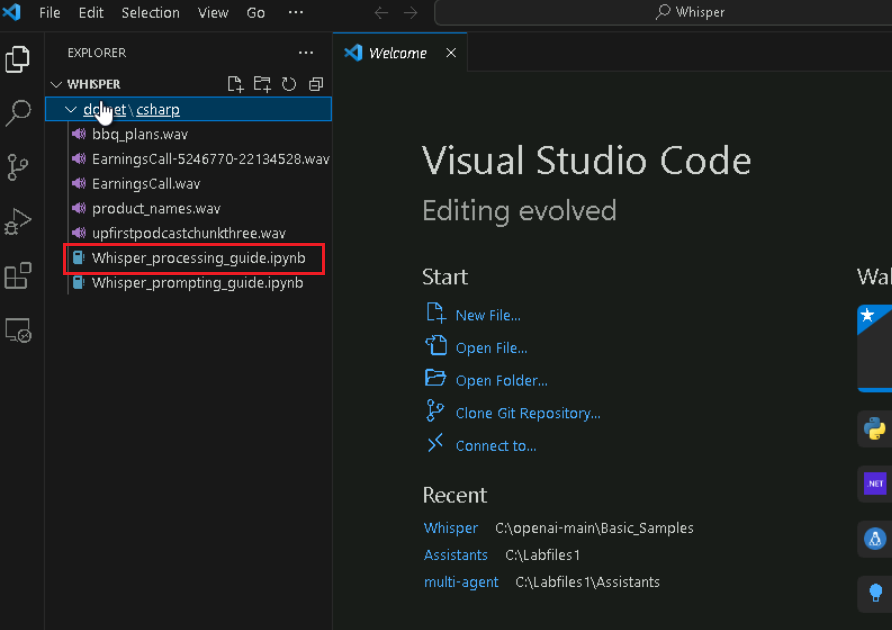 File Edit Selection View Go ···
Whisper
EXPLORER ···
WHISPER
\csharp
bbq_plans.wav
EarningsCall-5246770-22134528.wav
EarningsCall.wav
product_names.wav
upfirstpodcastchunkthree.wav
Whisper_processing_guide.ipynb
Whisper_prompting_guide.ipynb
Welcome
Visual Studio Code
Editing evolved
Start
New File...
Open File...
Open Folder...
Clone Git Repository...
Connect to...
Recent
Whisper C:\openai-main\Basic_Samples
Assistants C:\Labfiles1
multi-agent C:\Labfiles1\Assistants
.NET